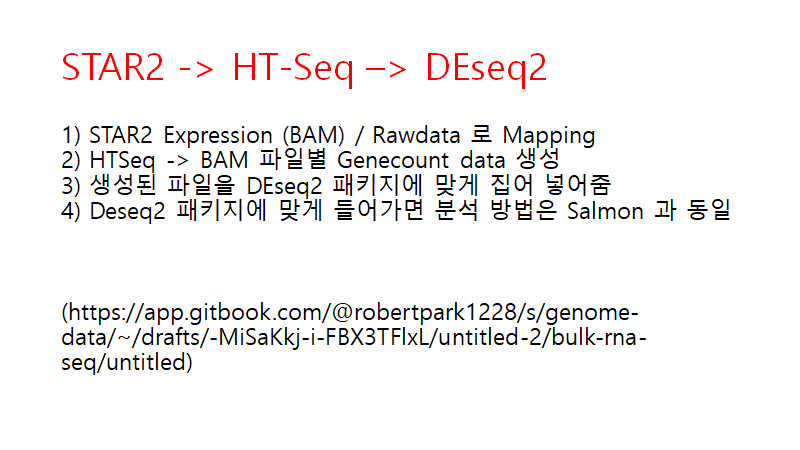 STAR2 -> HT-Seq –> DEseq2
1) STAR2 Expression (BAM) / Rawdata 로 Mapping
2) HTSeq -> BAM 파일별 Genecount data 생성
3) 생성된 파일을 DEseq2 패키지에 맞게 집어 넣어줌
4) Deseq2 패키지에 맞게 들어가면 분석 방법은 Salmon 과 동일
(https://app.gitbook.com/@robertpark1228/s/genome-
data/~/drafts/-MiSaKkj-i-FBX3TFlxL/untitled-2/bulk-rna-
seq/untitled)